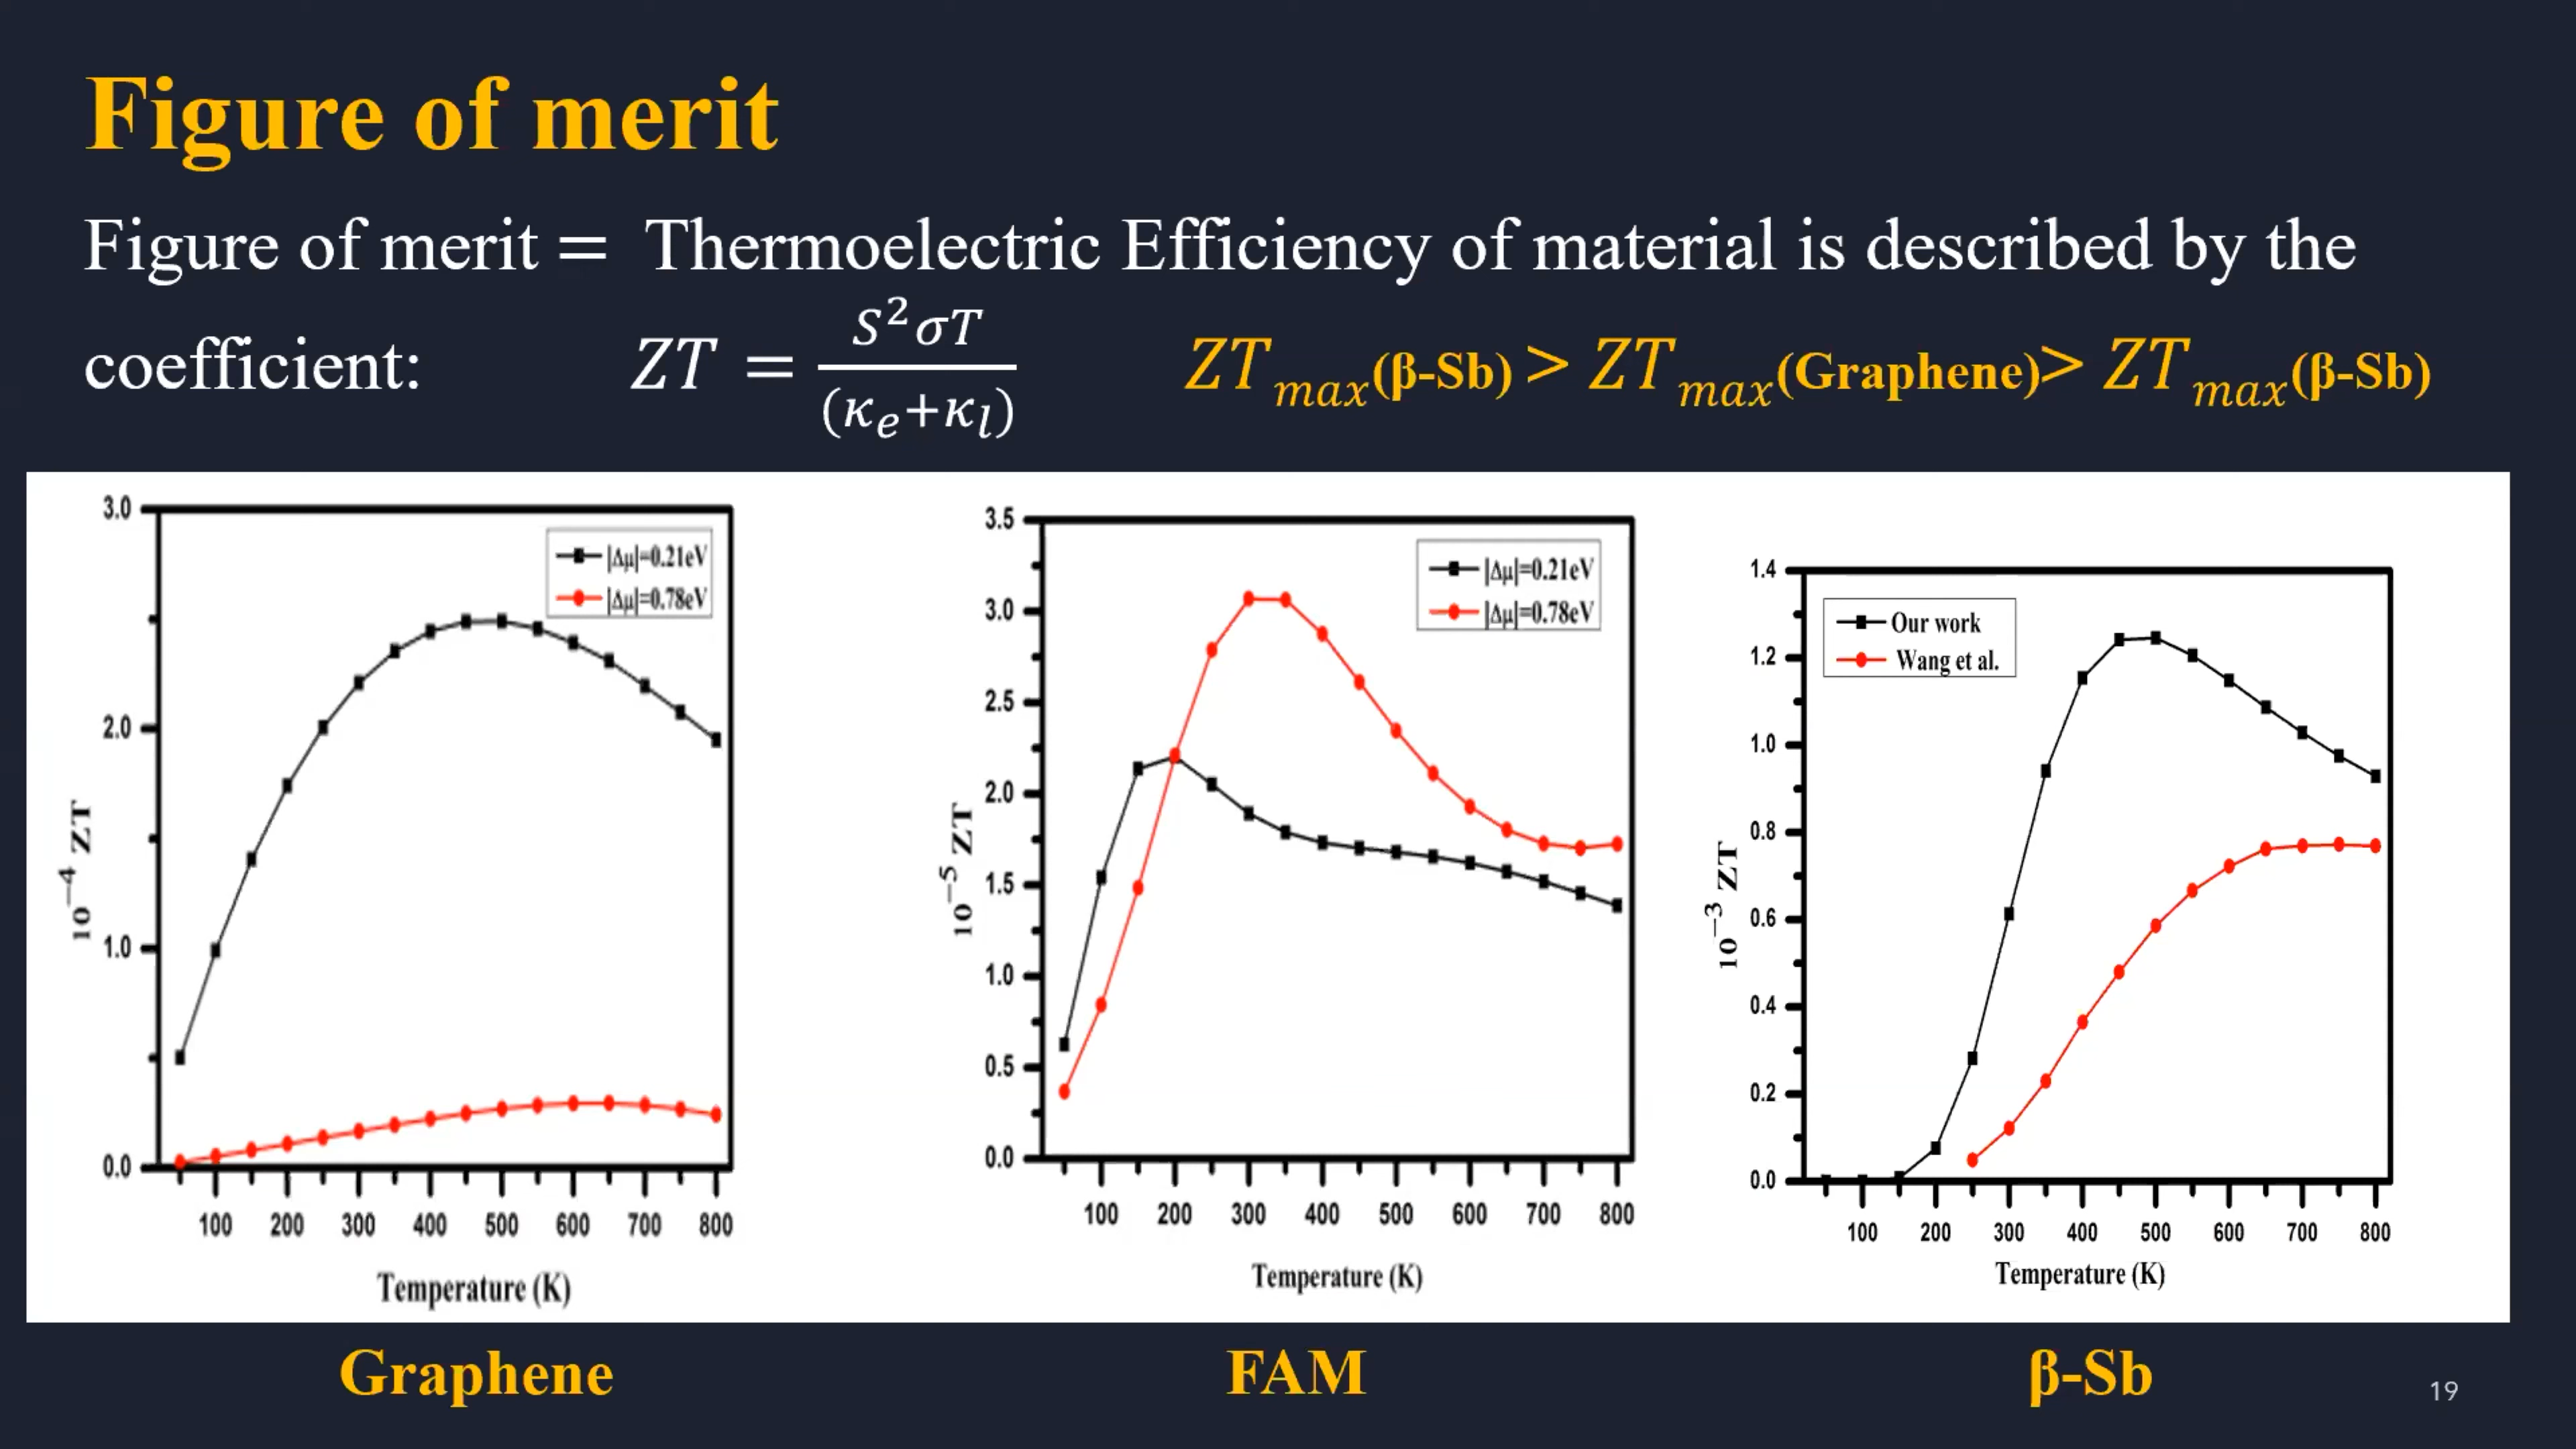 Figure of merit
Figure of merit = Thermoelectric Efficiency of material is described by the
coefficient: ZT = S²σT / (κₑ+κₗ) ZT max(β-Sb) > ZT max(Graphene)> ZT max(β-Sb)
3.0
2.0
1.0
0.0
10⁻⁴ ZT
|Δμ|=0.21eV
|Δμ|=0.78eV
100 200 300 400 500 600 700 800
Temperature (K)
3.5
3.0
2.5
2.0
1.5
1.0
0.5
0.0
10⁻⁵ ZT
|Δμ|=0.21eV
|Δμ|=0.78eV
100 200 300 400 500 600 700 800
Temperature (K)
1.4
1.2
1.0
0.8
0.6
0.4
0.2
0.0
10⁻³ ZT
Our work
Wang et al.
100 200 300 400 500 600 700 800
Temperature (K)
Graphene
FAM
β-Sb
19